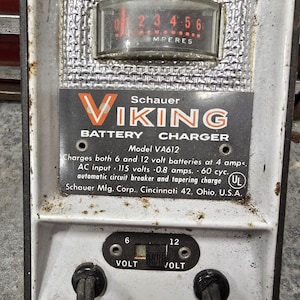 0 2 3 4 5 6
AMPERES
Schauer
VIKING
BATTERY CHARGER
Model VA612
Charges both 6 and 12 volt batteries at 4 amps.
AC input - 115 volts - 0.8 amps. - 60 cyc.
automatic circuit breaker and tapering charge
UL
Schauer Mfg. Corp. Cincinnati 42, Ohio, U.S.A.
6 12
VOLT VOLT